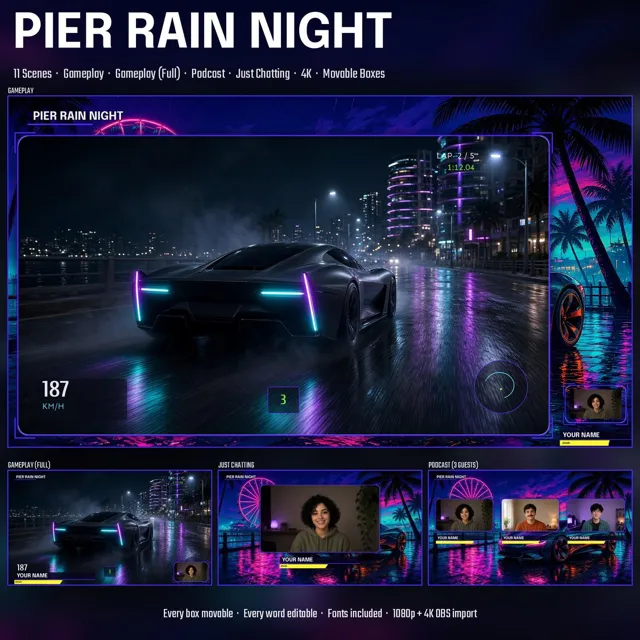 PIER RAIN NIGHT
11 Scenes · Gameplay · Gameplay (Full) · Podcast · Just Chatting · 4K · Movable Boxes
GAMEPLAY
PIER RAIN NIGHT
LAP 2 / 5
1:12.04
187
KM/H
3
YOUR NAME
GAMEPLAY (FULL)
JUST CHATTING
PODCAST (3 GUESTS)
PIER RAIN NIGHT
PIER RAIN NIGHT
PIER RAIN NIGHT
187
YOUR NAME
YOUR NAME
YOUR NAME
YOUR NAME
YOUR NAME
Every box movable · Every word editable · Fonts included · 1080p + 4K OBS import